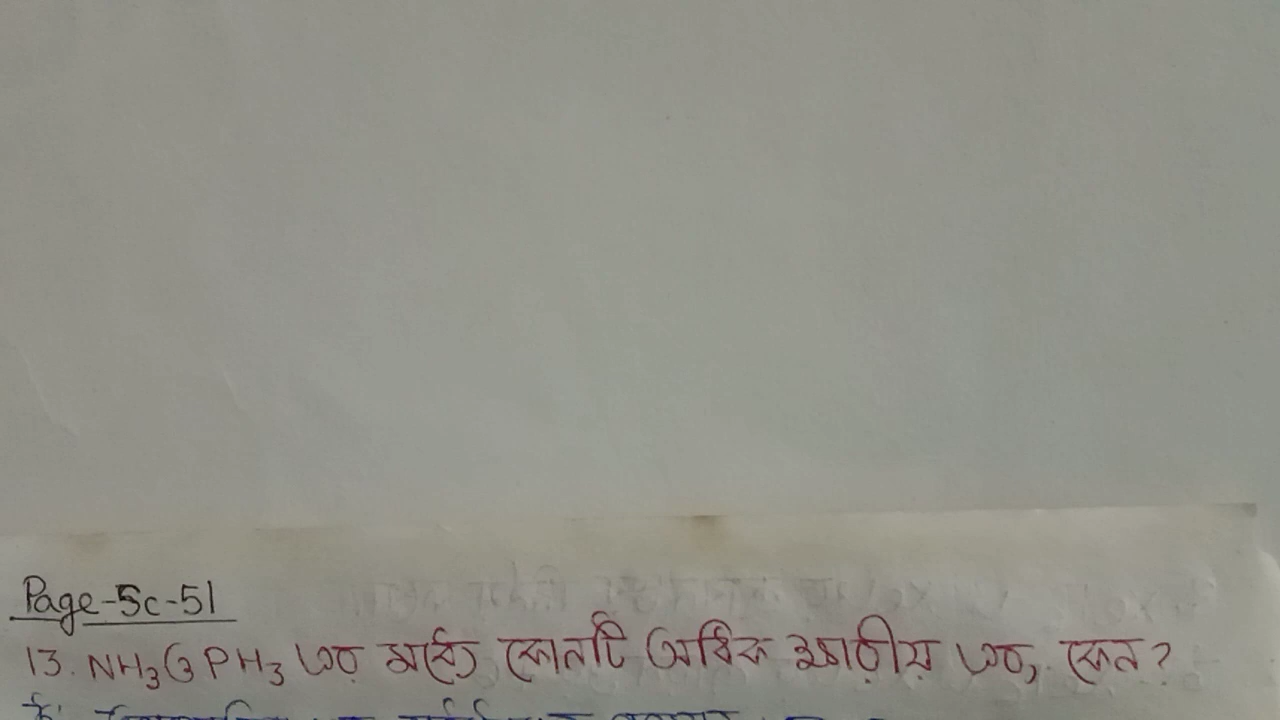 Page-5c-51
13. NH3 ও PH3 এর মধ্যে কোনটি অধিক ক্ষারীয় এবং, কেন?